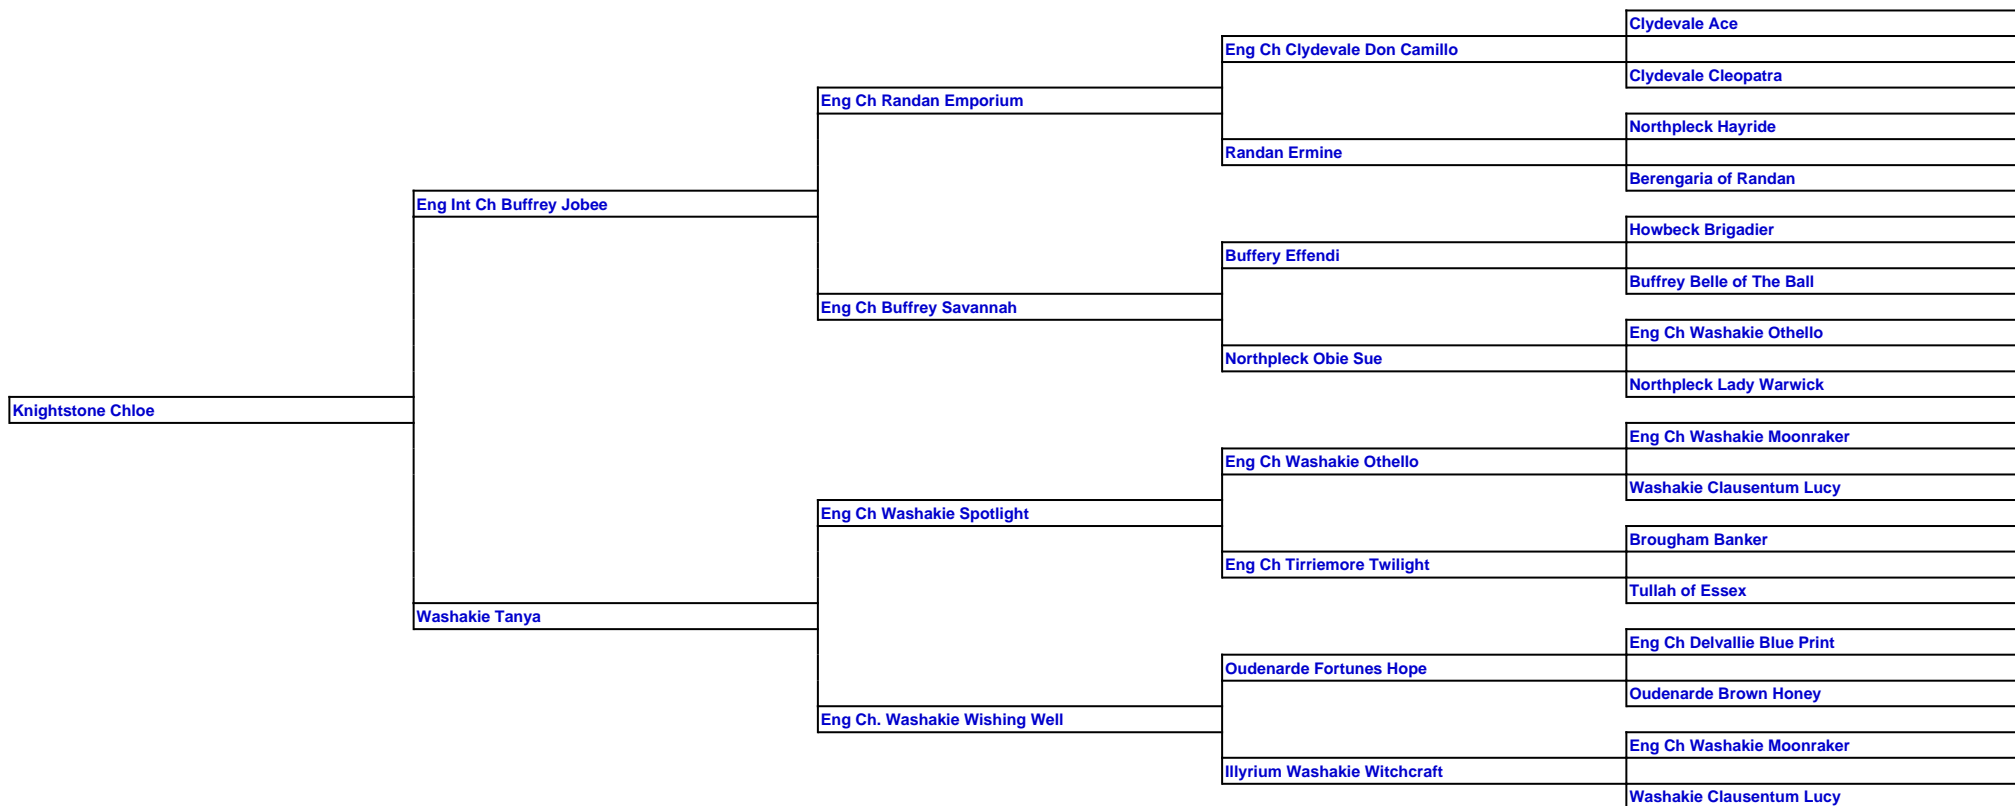 Clydevale Ace
Eng Ch Clydevale Don Camillo
Clydevale Cleopatra
Eng Ch Randan Emporium
Northpleck Hayride
Randan Ermine
Berengaria of Randan
Eng Int Ch Buffrey Jobee
Howbeck Brigadier
Buffery Effendi
Buffrey Belle of The Ball
Eng Ch Buffrey Savannah
Eng Ch Washakie Othello
Northpleck Obie Sue
Northpleck Lady Warwick
Knightstone Chloe
Eng Ch Washakie Moonraker
Eng Ch Washakie Othello
Washakie Clausentum Lucy
Eng Ch Washakie Spotlight
Brougham Banker
Eng Ch Tirriemore Twilight
Tullah of Essex
Washakie Tanya
Eng Ch Delvallie Blue Print
Oudenarde Fortunes Hope
Oudenarde Brown Honey
Eng Ch. Washakie Wishing Well
Eng Ch Washakie Moonraker
Illyrium Washakie Witchcraft
Washakie Clausentum Lucy